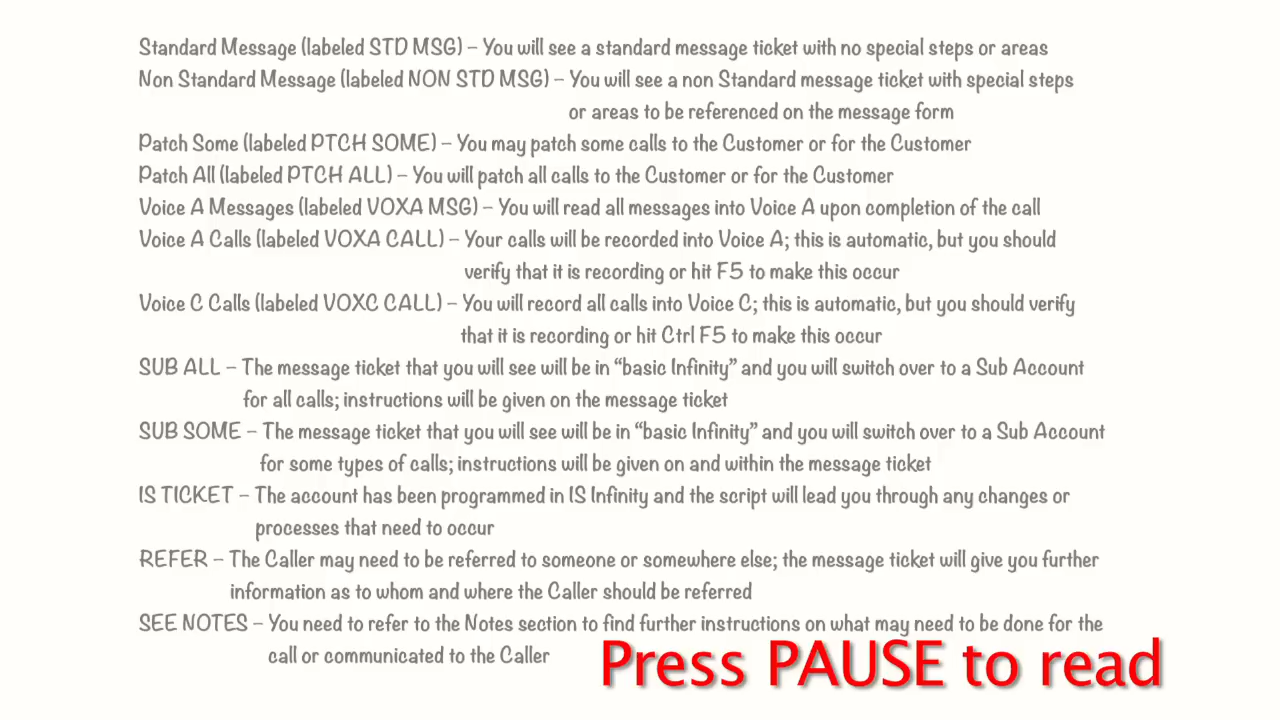 Standard Message (labeled STD MSG) – You will see a standard message ticket with no special steps or areas
Non Standard Message (labeled NON STD MSG) – You will see a non Standard message ticket with special steps
or areas to be referenced on the message form
Patch Some (labeled PTCH SOME) – You may patch some calls to the Customer or for the Customer
Patch All (labeled PTCH ALL) – You will patch all calls to the Customer or for the Customer
Voice A Messages (labeled VOXA MSG) – You will read all messages into Voice A upon completion of the call
Voice A Calls (labeled VOXA CALL) – Your calls will be recorded into Voice A; this is automatic, but you should
verify that it is recording or hit F5 to make this occur
Voice C Calls (labeled VOXC CALL) – You will record all calls into Voice C; this is automatic, but you should verify
that it is recording or hit Ctrl F5 to make this occur
SUB ALL – The message ticket that you will see will be in “basic Infinity” and you will switch over to a Sub Account
for all calls; instructions will be given on the message ticket
SUB SOME – The message ticket that you will see will be in “basic Infinity” and you will switch over to a Sub Account
for some types of calls; instructions will be given on and within the message ticket
IS TICKET – The account has been programmed in IS Infinity and the script will lead you through any changes or
processes that need to occur
REFER – The Caller may need to be referred to someone or somewhere else; the message ticket will give you further
information as to whom and where the Caller should be referred
SEE NOTES – You need to refer to the Notes section to find further instructions on what may need to be done for the
call or communicated to the Caller
Press PAUSE to read